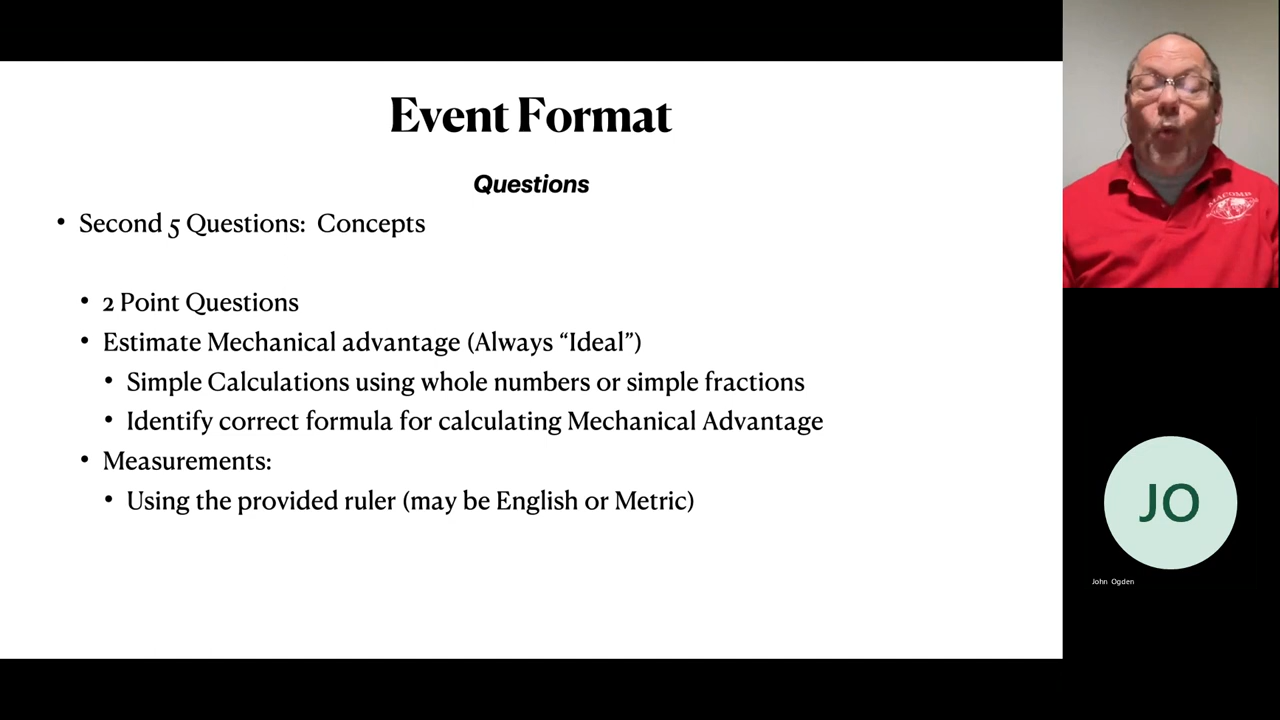 Event Format
Questions
• Second 5 Questions: Concepts
• 2 Point Questions
• Estimate Mechanical advantage (Always “Ideal”)
• Simple Calculations using whole numbers or simple fractions
• Identify correct formula for calculating Mechanical Advantage
• Measurements:
• Using the provided ruler (may be English or Metric)
MACOMB
JO
John Ogden